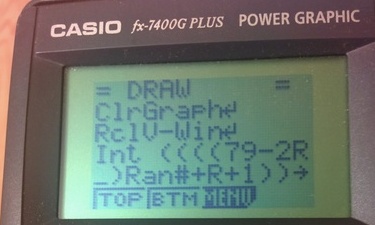 CASIO fx-7400G PLUS POWER GRAPHIC
= DRAW =
ClrGraph↵
RclV-Win↵
Int ((((79-2R
_)Ran#+R+1))→
TOP BTM MENU